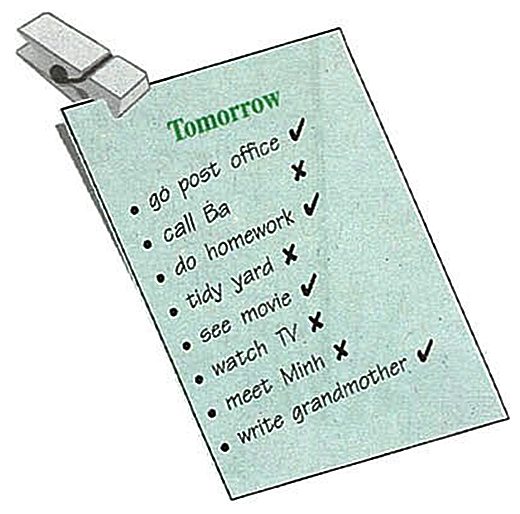 Tomorrow
• go post office ✔
• call Ba ✘
• do homework ✔
• tidy yard ✘
• see movie ✔
• watch TV ✘
• meet Minh ✘
• write grandmother ✔